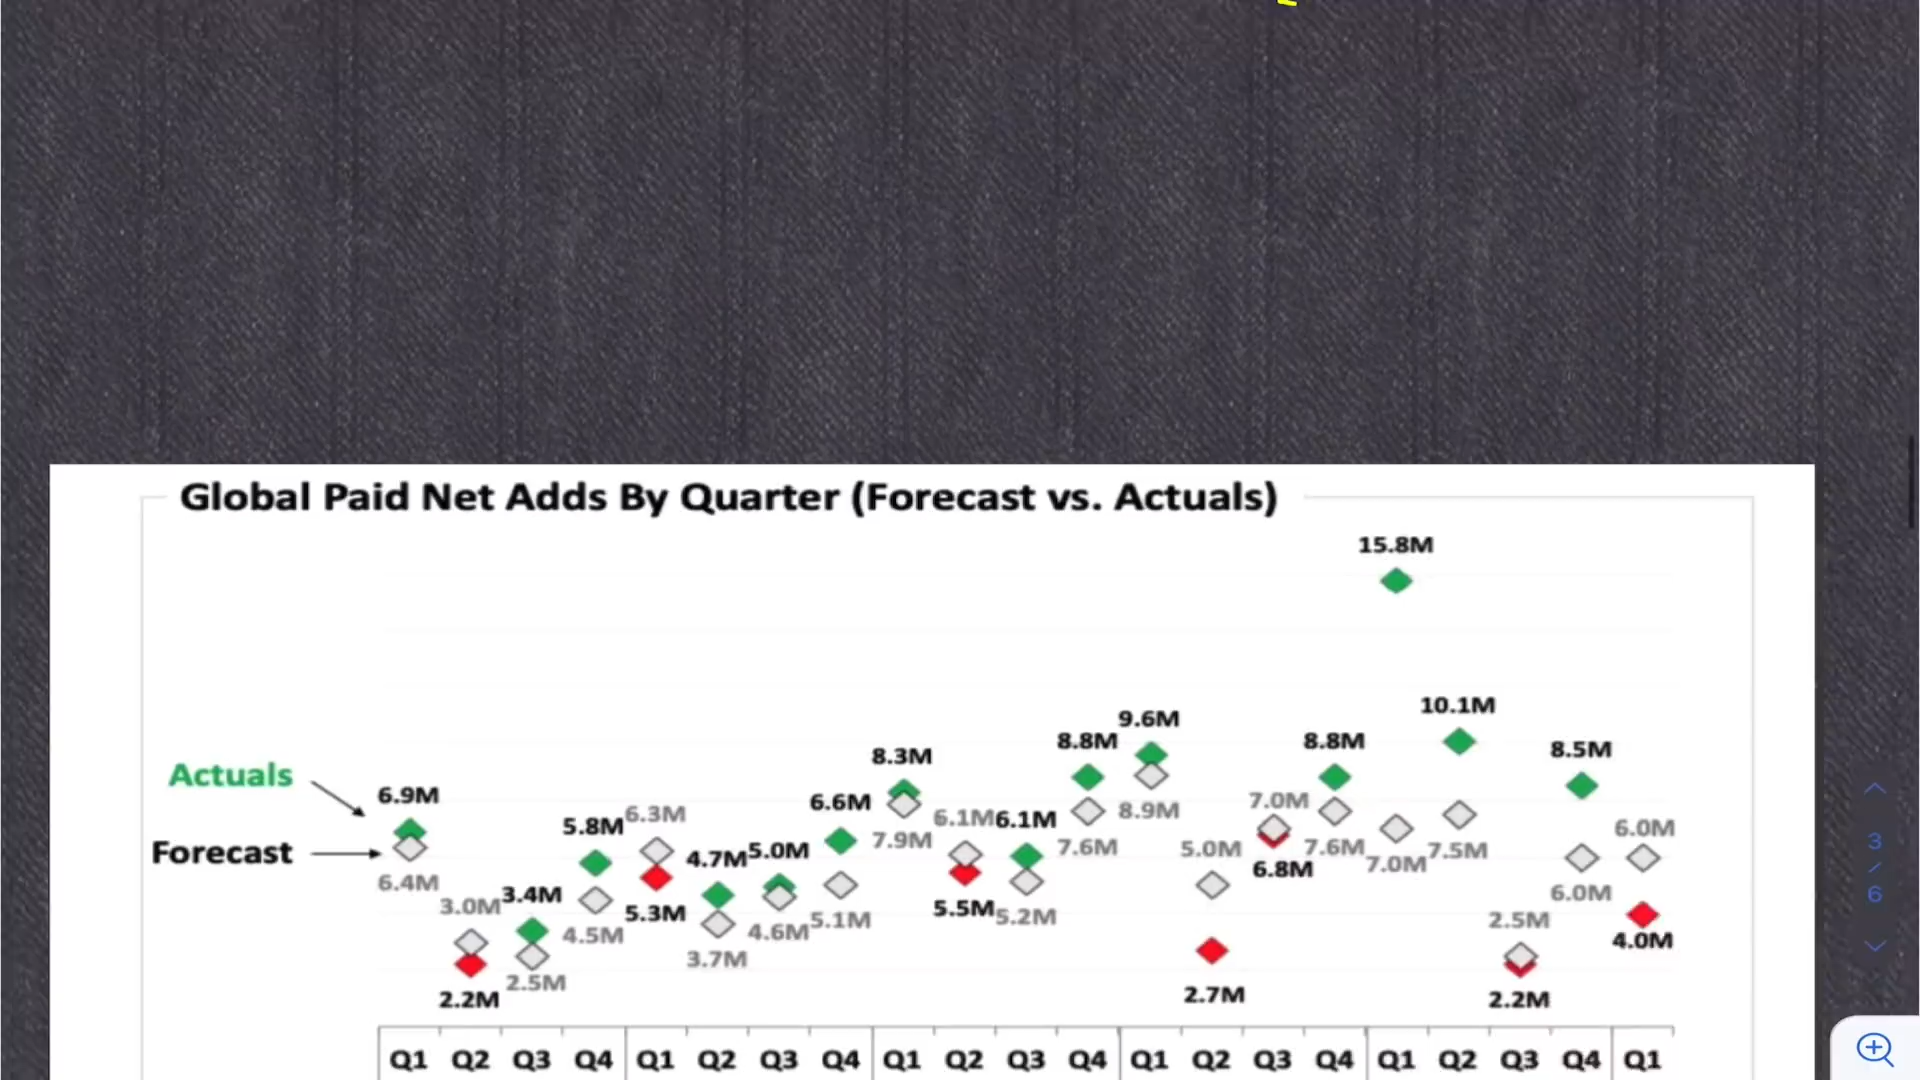 Global Paid Net Adds By Quarter (Forecast vs. Actuals)
15.8M
10.1M
9.6M
8.8M 8.8M 8.5M
8.3M
Actuals
6.9M 6.6M 7.0M
5.8M 6.3M 6.1M 6.1M 6.0M
Forecast
4.7M 5.0M 7.9M 7.6M 8.9M 5.0M 7.6M 7.0M 7.5M
6.4M 6.8M
3.0M 3.4M 5.3M 5.1M 5.5M 5.2M 2.5M 6.0M
4.5M 4.6M 4.0M
3.7M
2.5M
2.2M 2.7M 2.2M
Q1 Q2 Q3 Q4 Q1 Q2 Q3 Q4 Q1 Q2 Q3 Q4 Q1 Q2 Q3 Q4 Q1 Q2 Q3 Q4 Q1
3
/
6